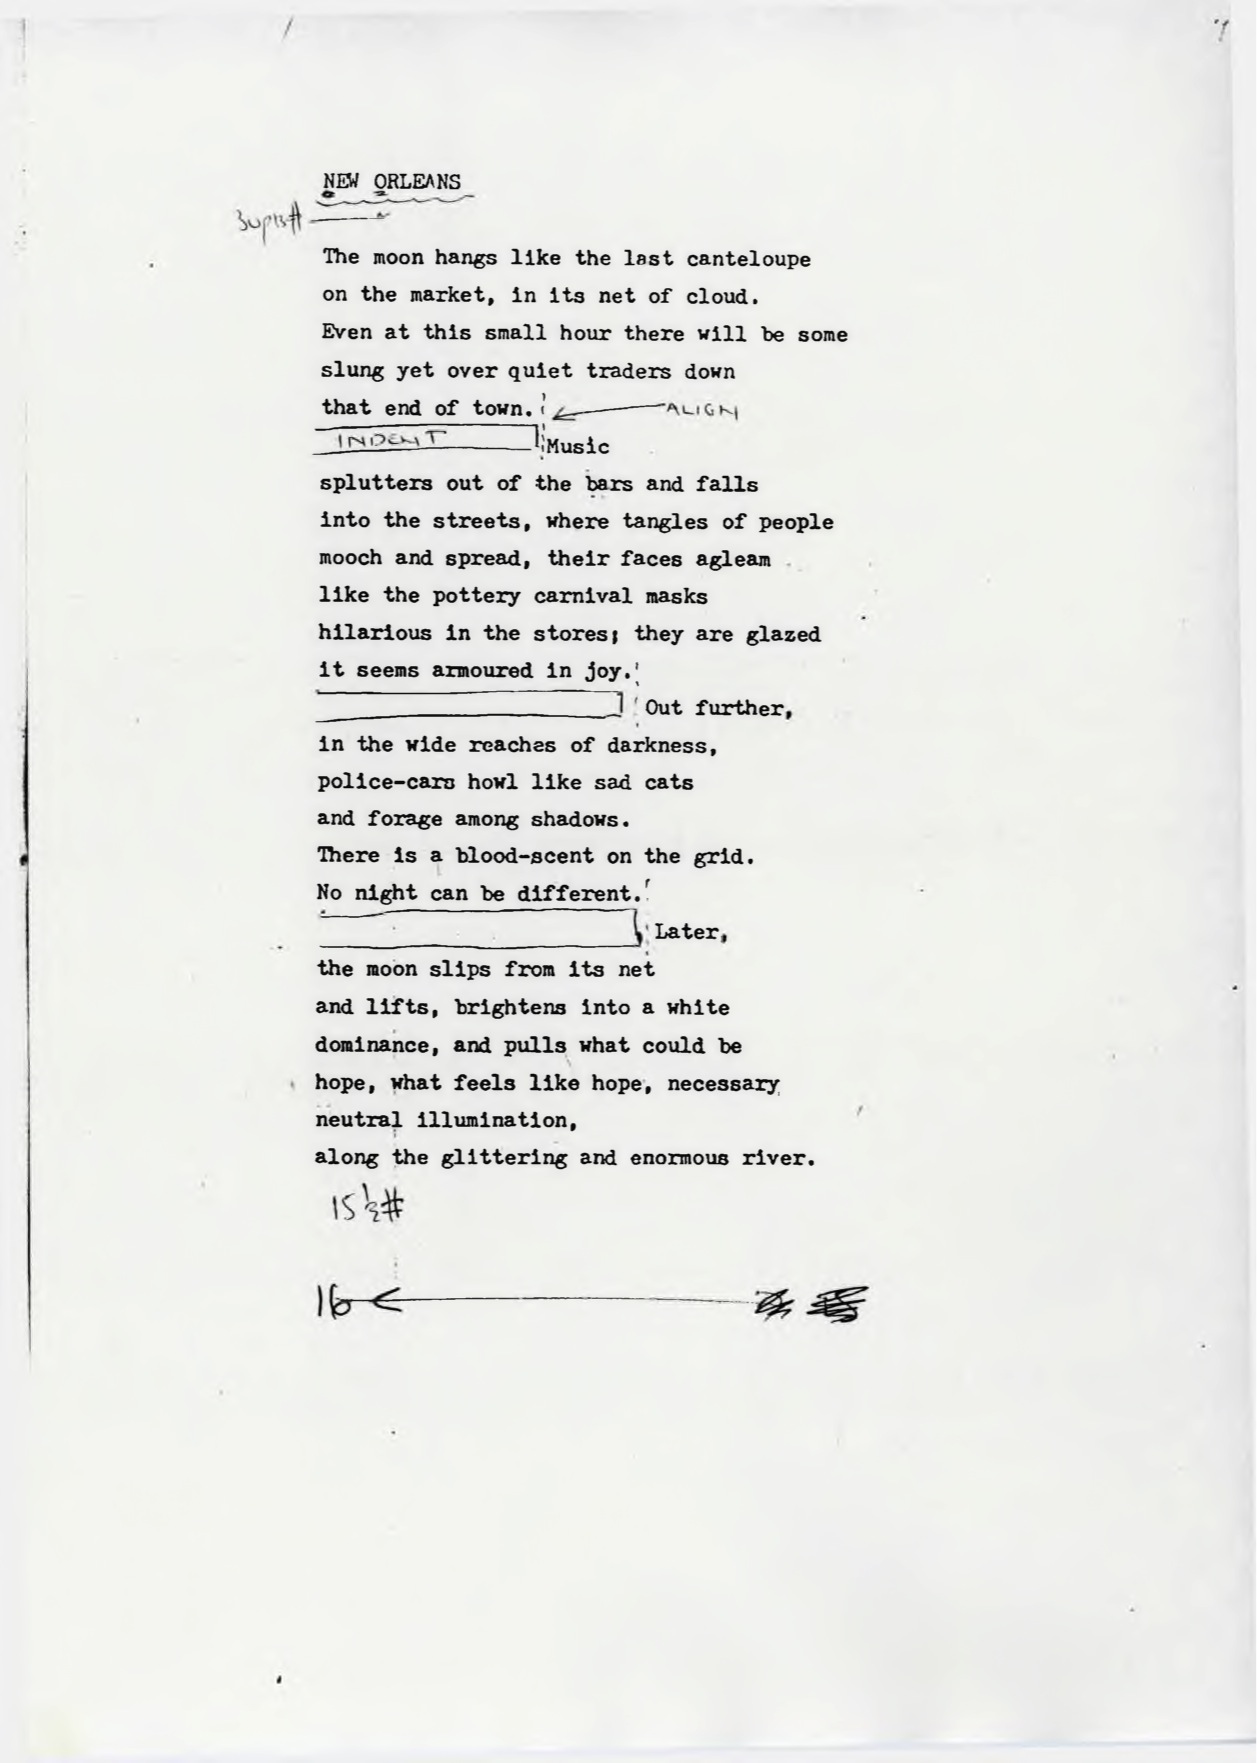 NEW ORLEANS
The moon hangs like the last canteloupe
on the market, in its net of cloud.
Even at this small hour there will be some
slung yet over quiet traders down
that end of town. ALIGN
INDENT Music
splutters out of the bars and falls
into the streets, where tangles of people
mooch and spread, their faces agleam
like the pottery carnival masks
hilarious in the stores; they are glazed
it seems armoured in joy.
Out further,
in the wide reaches of darkness,
police-cars howl like sad cats
and forage among shadows.
There is a blood-scent on the grid.
No night can be different.
Later,
the moon slips from its net
and lifts, brightens into a white
dominance, and pulls what could be
hope, what feels like hope, necessary
neutral illumination,
along the glittering and enormous river.
15½#
16